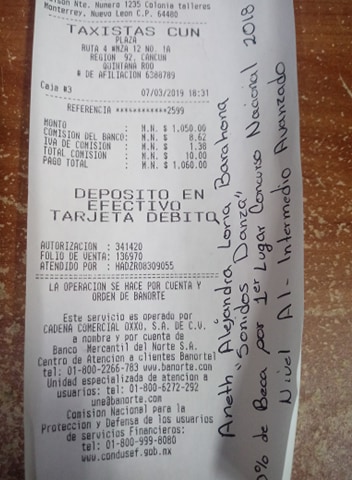 Nte. Numero 1235 Colonia talleres
Monterrey, Nuevo Leon C.P. 64480
TAXISTAS CUN
PLAZA
RUTA 4 MNZA 12 NO. 1A
REGION 92, CANCUN
QUINTANA ROO
# DE AFILIACION 6388789
Caja #3 07/03/2019 18:31
REFERENCIA ************2599
MONTO : M.N. $ 1,050.00
COMISION DEL BANCO: M.N. $ 8.62
IVA DE COMISION : M.N. $ 1.38
TOTAL COMISION : M.N. $ 10.00
PAGO TOTAL : M.N. $ 1,060.00
DEPOSITO EN
EFECTIVO
TARJETA DEBITO
AUTORIZACION : 341420
FOLIO DE VENTA: 136970
ATENDIDO POR : HADZR08309055
LA OPERACION SE HACE POR CUENTA Y
ORDEN DE BANORTE
Este servicio es operado por
CADENA COMERCIAL OXXO, S.A. DE C.V.
a nombre y por cuenta de
Banco Mercantil del Norte S.A.
Centro de Atencion a clientes Banortel
tel: 01-800-2266-783 www.banorte.com
Unidad especializada de atencion a
usuarios: tel: 01-800-6272-292
une@banorte.com
Comision Nacional para la
Proteccion y Defensa de los usuarios
de servicios Financieros:
tel: 01-800-999-8080
www.condusef.gob.mx
Aneth Alejandra Loria Barahona
"Sonidos Danza"
0% de Beca por 1er Lugar Concurso Nacional 2018
Nivel A1- Intermedio Avanzado